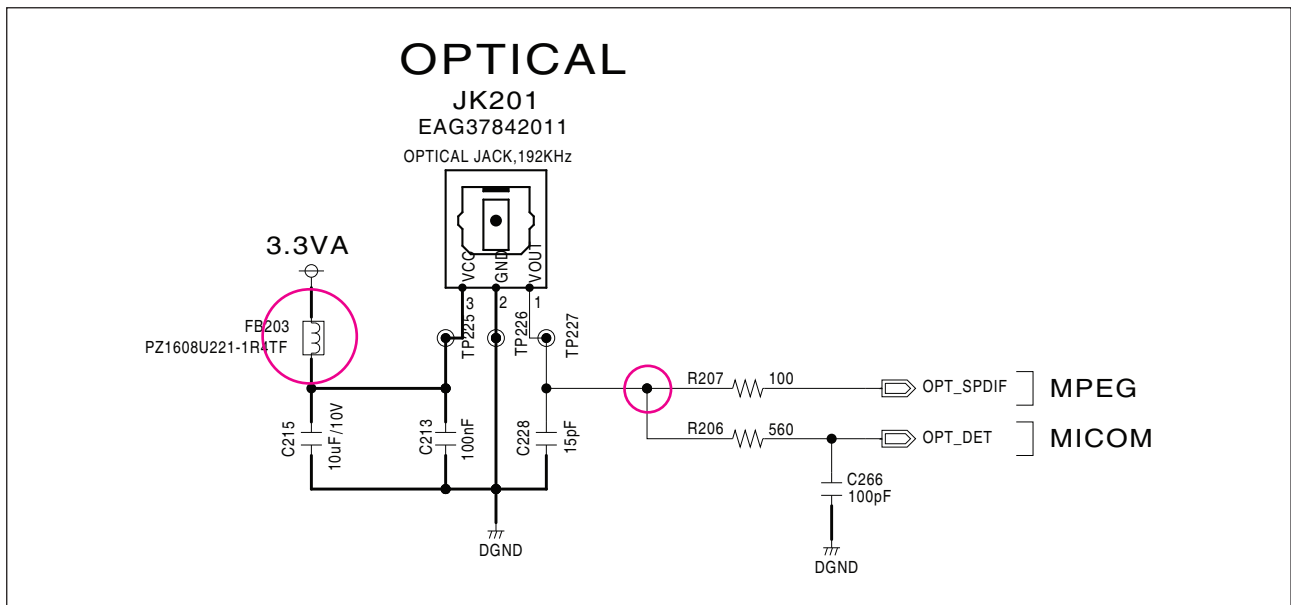 OPTICAL
JK201
EAG37842011
OPTICAL JACK,192KHz
VCC
GND
VOUT
3.3VA
3
2
1
FB203
PZ1608U221-1R4TF
TP225
TP226
TP227
R207
100
OPT_SPDIF
MPEG
R206
560
OPT_DET
MICOM
C215
10uF/10V
C213
100nF
C228
15pF
C266
100pF
DGND
DGND